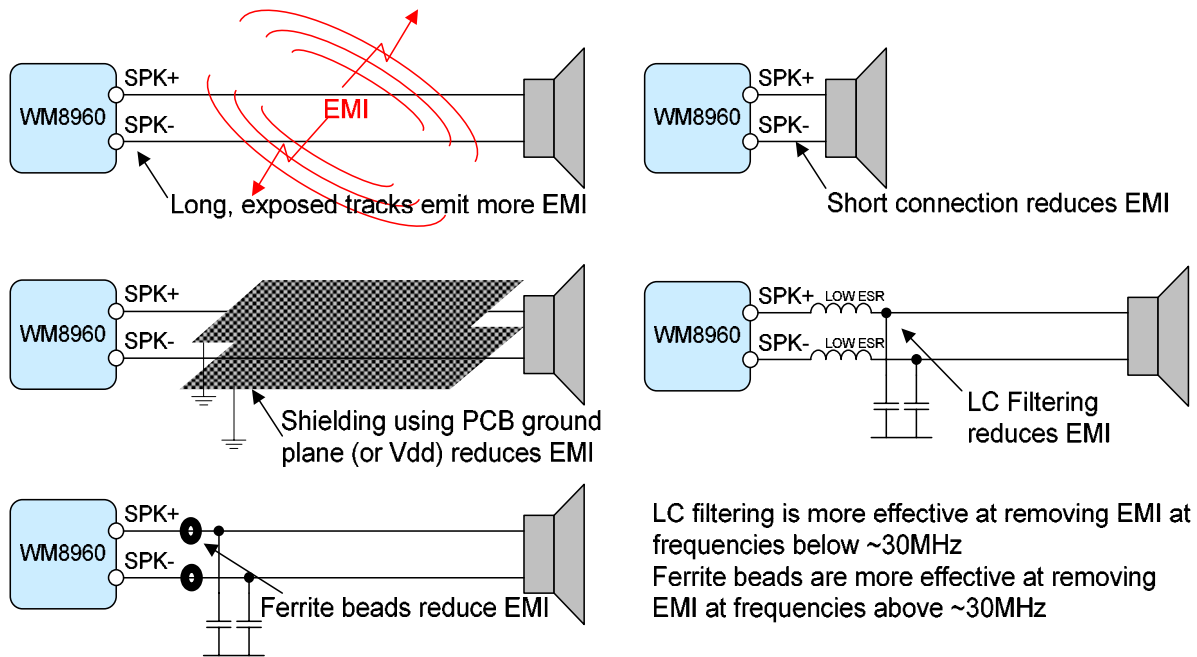 SPK+
WM8960
SPK-
EMI
Long, exposed tracks emit more EMI
SPK+
WM8960
SPK-
Short connection reduces EMI
SPK+
WM8960
SPK-
Shielding using PCB ground
plane (or Vdd) reduces EMI
SPK+
LOW ESR
WM8960
SPK-
LOW ESR
LC Filtering
reduces EMI
SPK+
WM8960
SPK-
Ferrite beads reduce EMI
LC filtering is more effective at removing EMI at
frequencies below ~30MHz
Ferrite beads are more effective at removing
EMI at frequencies above ~30MHz